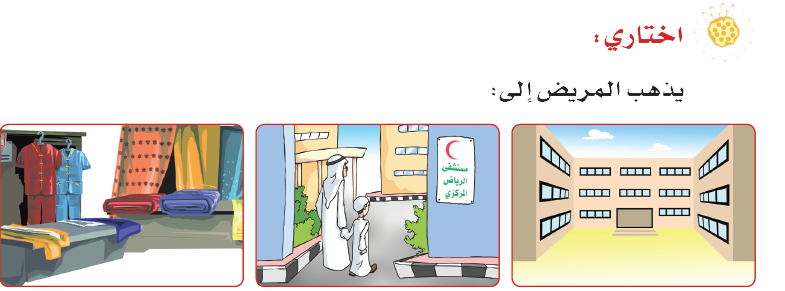 اختاري:
يذهب المريض إلى:
مستشفى
الرياض
المركزي